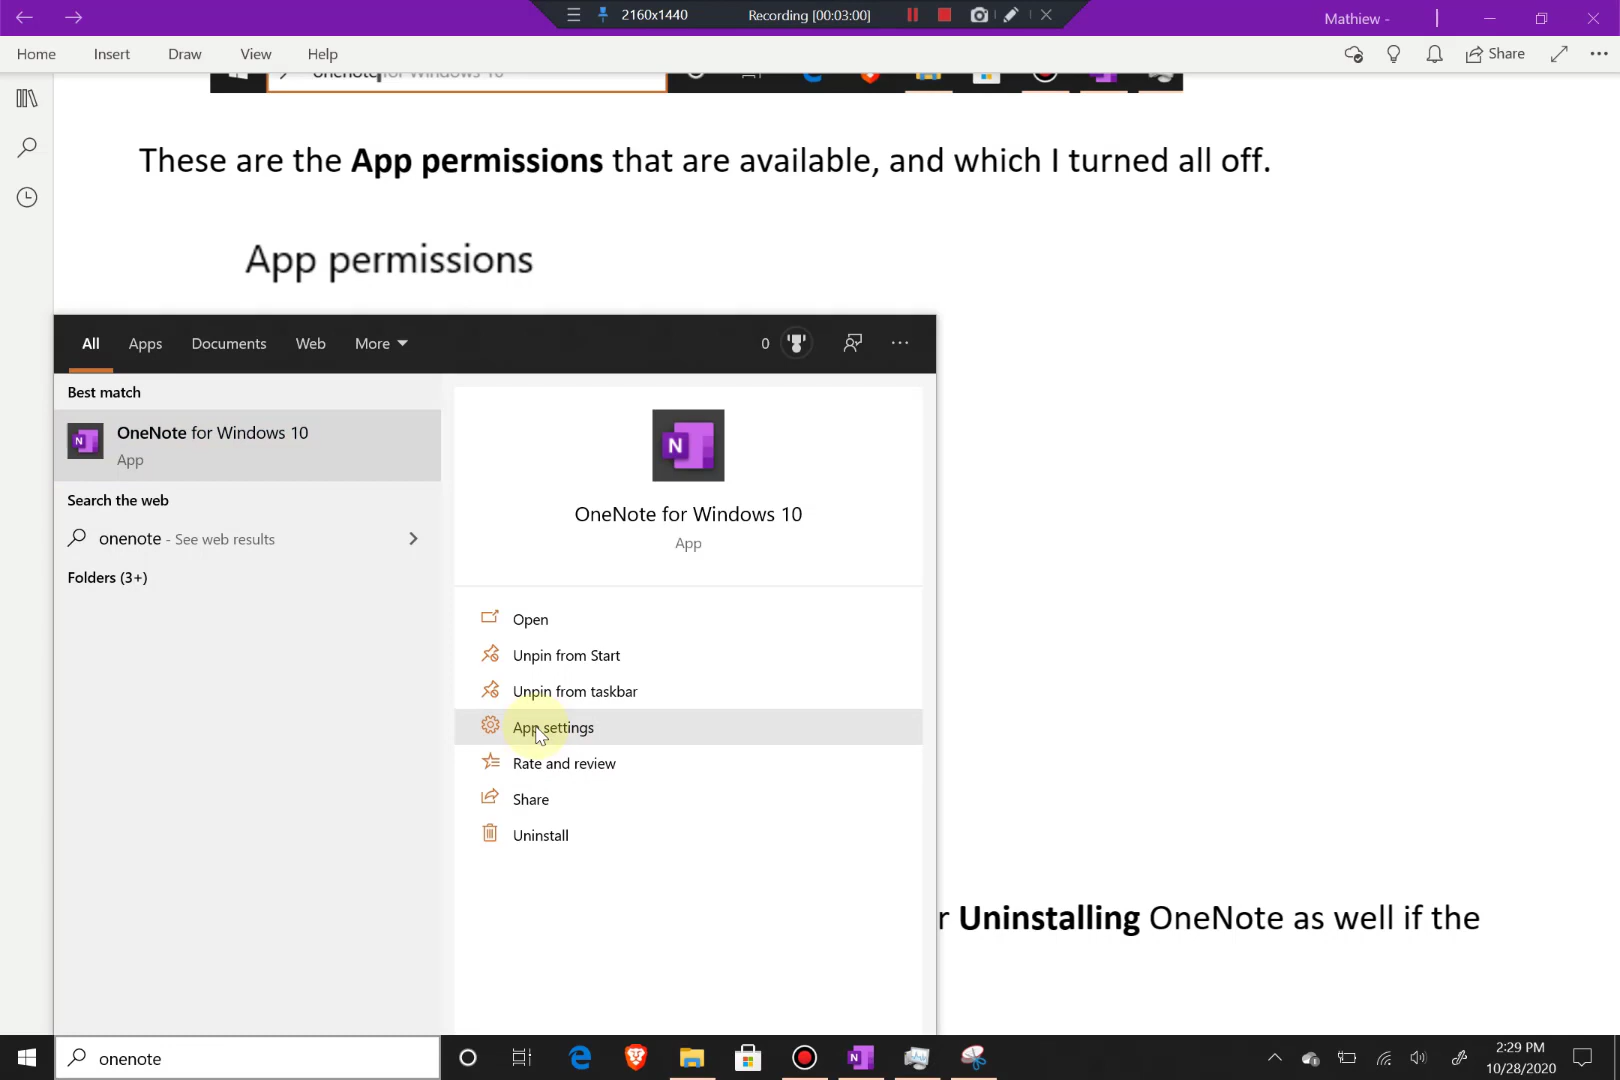 2160x1440 Recording [00:03:00] Mathiew -
Home Insert Draw View Help Share
onenote for Windows 10
These are the App permissions that are available, and which I turned all off.
App permissions
All Apps Documents Web More 0
Best match
OneNote for Windows 10
App
Search the web
onenote - See web results
Folders (3+)
N
OneNote for Windows 10
App
Open
Unpin from Start
Unpin from taskbar
App settings
Rate and review
Share
Uninstall
r Uninstalling OneNote as well if the
onenote
2:29 PM
10/28/2020